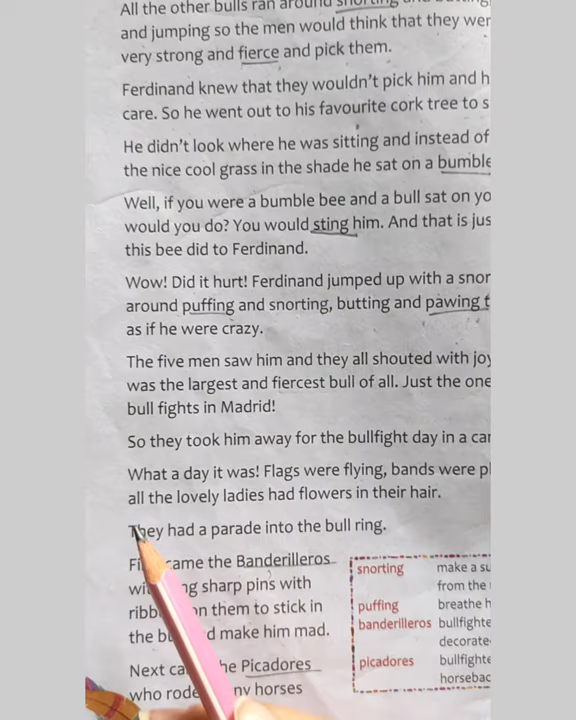 All the other bulls ran around snorting and
and jumping so the men would think that they wer
very strong and fierce and pick them.
Ferdinand knew that they wouldn't pick him and h
care. So he went out to his favourite cork tree to s
He didn't look where he was sitting and instead of
the nice cool grass in the shade he sat on a bumble
Well, if you were a bumble bee and a bull sat on yo
would you do? You would sting him. And that is jus
this bee did to Ferdinand.
Wow! Did it hurt! Ferdinand jumped up with a snor
around puffing and snorting, butting and pawing t
as if he were crazy.
The five men saw him and they all shouted with joy
was the largest and fiercest bull of all. Just the one
bull fights in Madrid!
So they took him away for the bullfight day in a car
What a day it was! Flags were flying, bands were pl
all the lovely ladies had flowers in their hair.
They had a parade into the bull ring.
Fi came the Banderilleros
wi ng sharp pins with
ribb on them to stick in
the b d make him mad.
Next ca he Picadores
who rode ny horses
snorting make a su
from the
puffing breathe h
banderilleros bullfighte
decorate
picadores bullfighte
horsebac